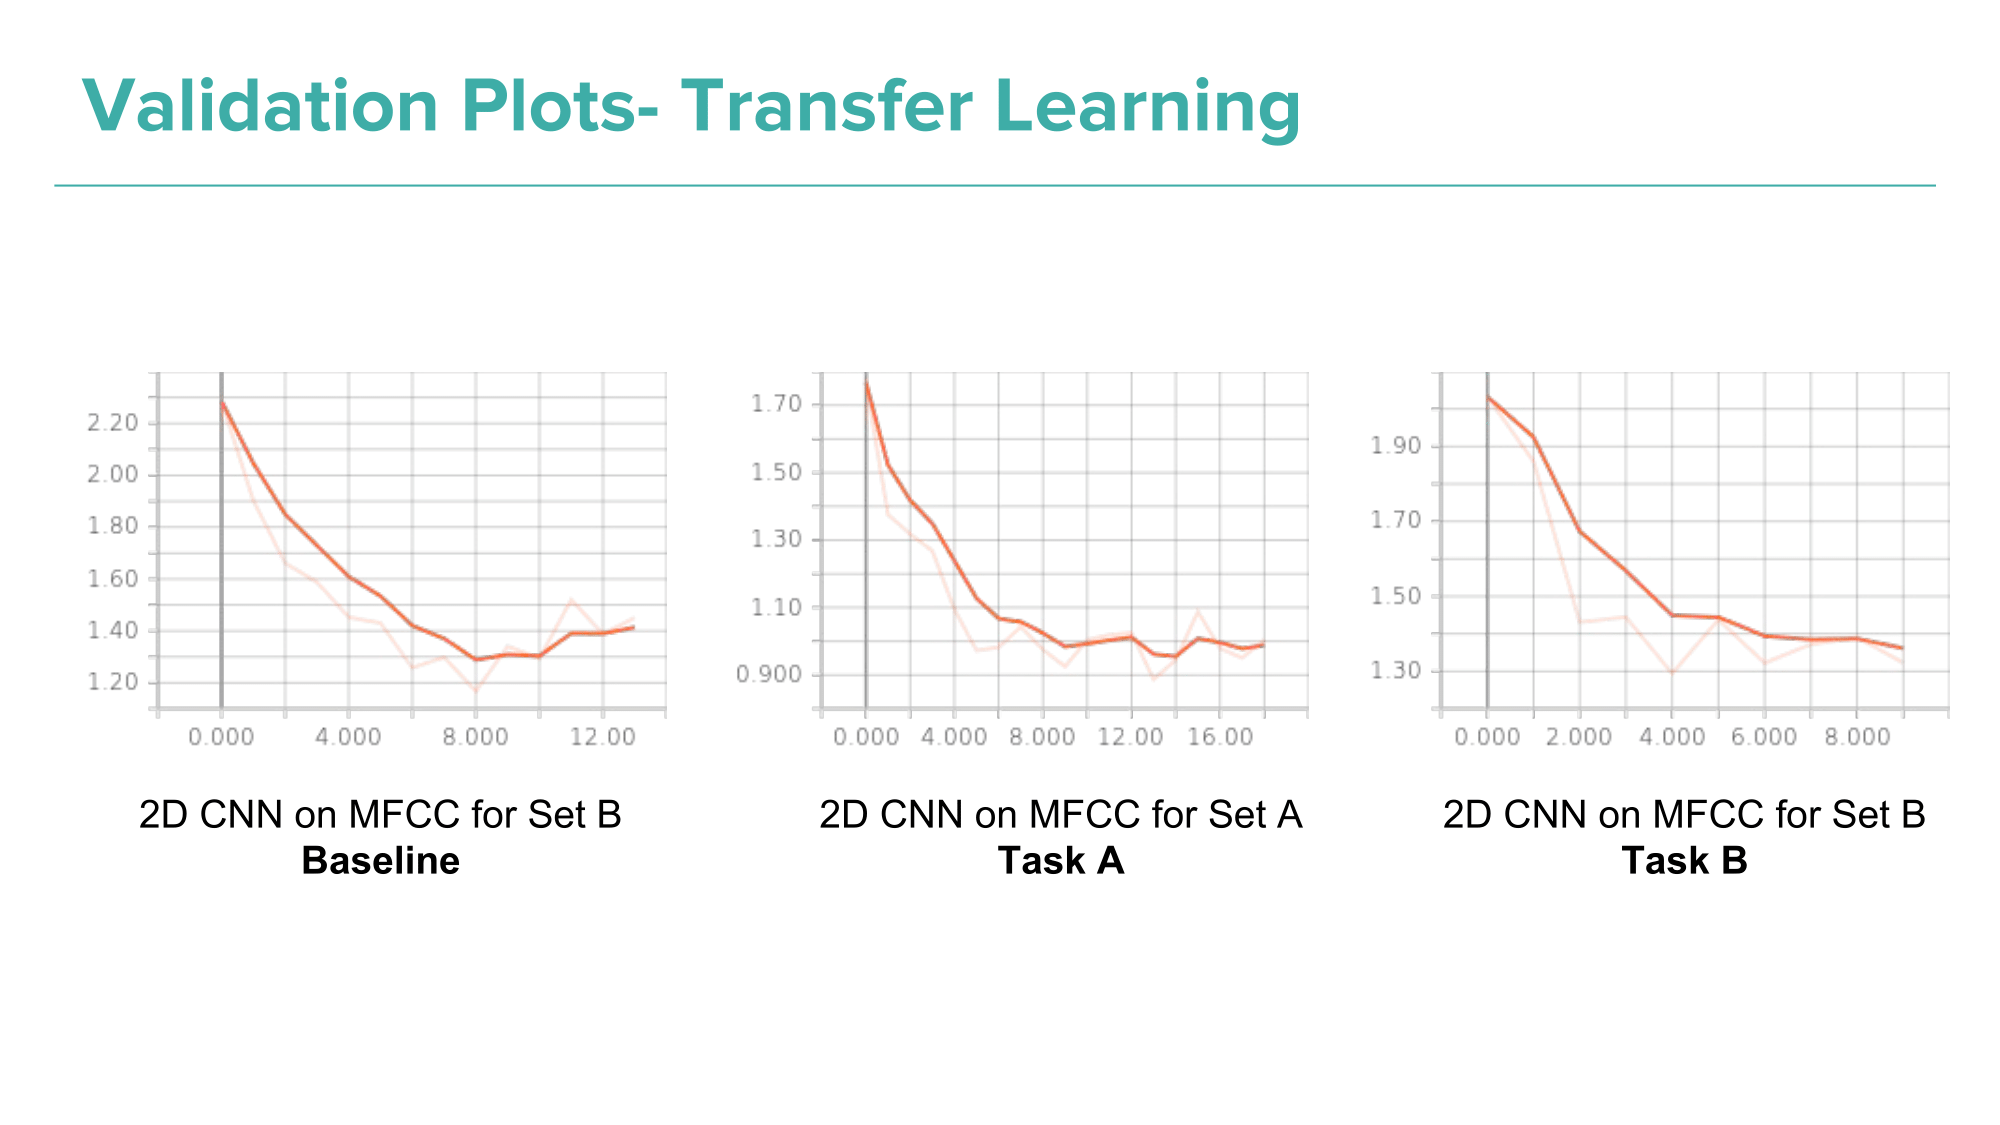 Validation Plots- Transfer Learning
2.20
2.00
1.80
1.60
1.40
1.20
0.000 4.000 8.000 12.00
2D CNN on MFCC for Set B
Baseline
1.70
1.50
1.30
1.10
0.900
0.000 4.000 8.000 12.00 16.00
2D CNN on MFCC for Set A
Task A
1.90
1.70
1.50
1.30
0.000 2.000 4.000 6.000 8.000
2D CNN on MFCC for Set B
Task B